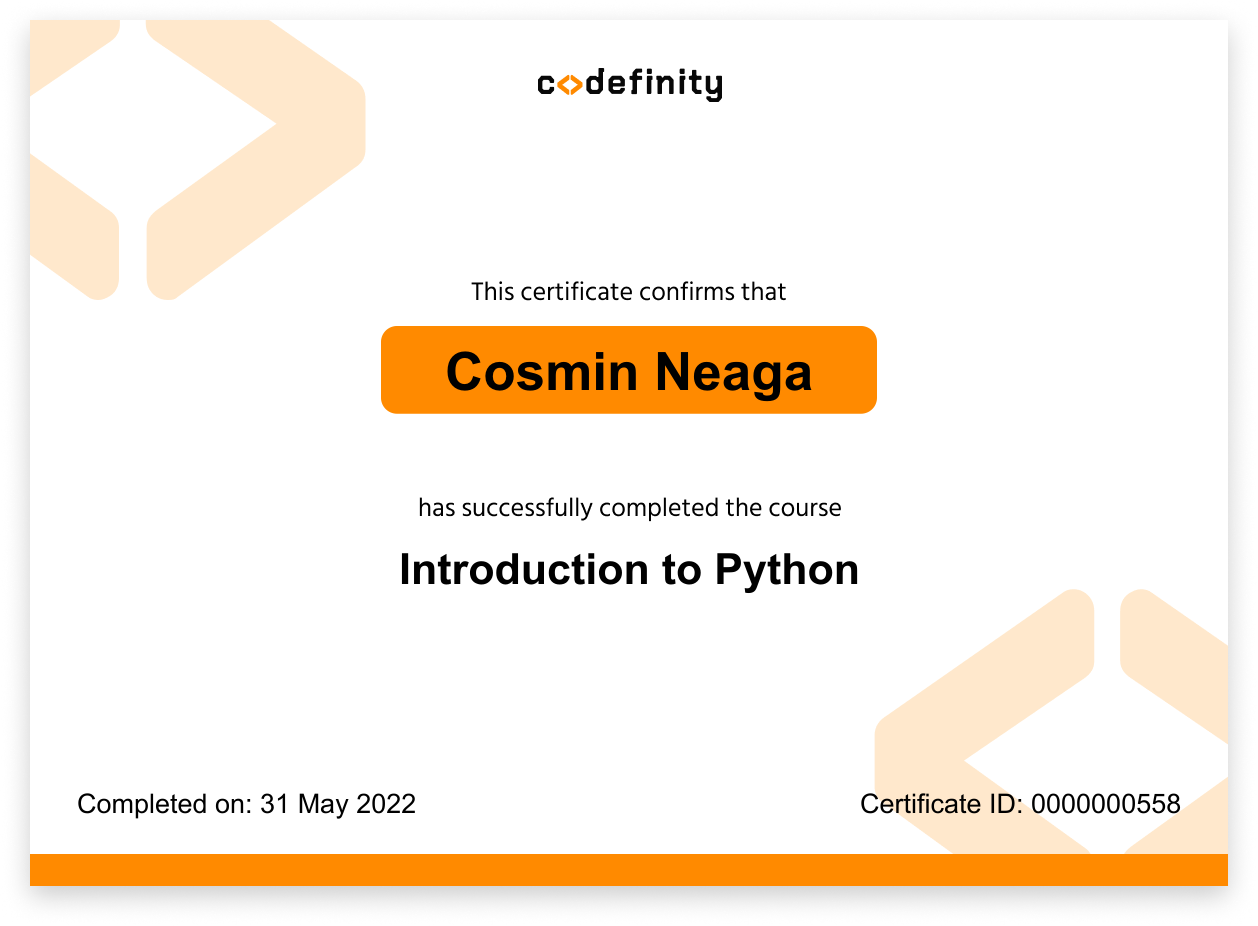 codefinity
This certificate confirms that
Cosmin Neaga
has successfully completed the course
Introduction to Python
Completed on: 31 May 2022
Certificate ID: 0000000558